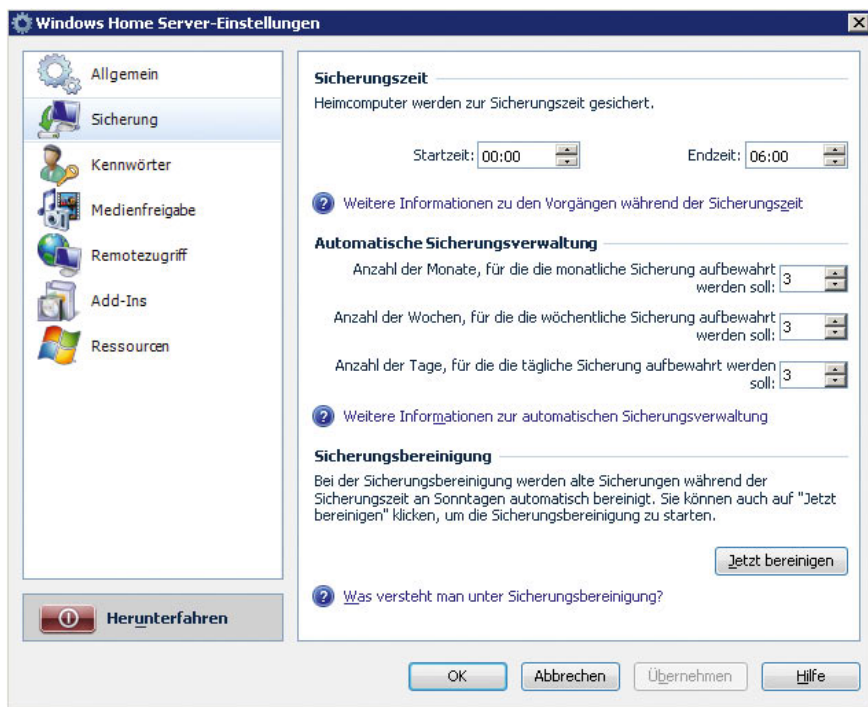 Windows Home Server-Einstellungen
Allgemein
Sicherung
Kennwörter
Medienfreigabe
Remotezugriff
Add-Ins
Ressourcen
Herunterfahren
Sicherungszeit
Heimcomputer werden zur Sicherungszeit gesichert.
Startzeit: 00:00 Endzeit: 06:00
Weitere Informationen zu den Vorgängen während der Sicherungszeit
Automatische Sicherungsverwaltung
Anzahl der Monate, für die die monatliche Sicherung aufbewahrt
werden soll: 3
Anzahl der Wochen, für die die wöchentliche Sicherung aufbewahrt
werden soll: 3
Anzahl der Tage, für die die tägliche Sicherung aufbewahrt werden
soll: 3
Weitere Informationen zur automatischen Sicherungsverwaltung
Sicherungsbereinigung
Bei der Sicherungsbereinigung werden alte Sicherungen während der
Sicherungszeit an Sonntagen automatisch bereinigt. Sie können auch auf "Jetzt
bereinigen" klicken, um die Sicherungsbereinigung zu starten.
Jetzt bereinigen
Was versteht man unter Sicherungsbereinigung?
OK Abbrechen Übernehmen Hilfe